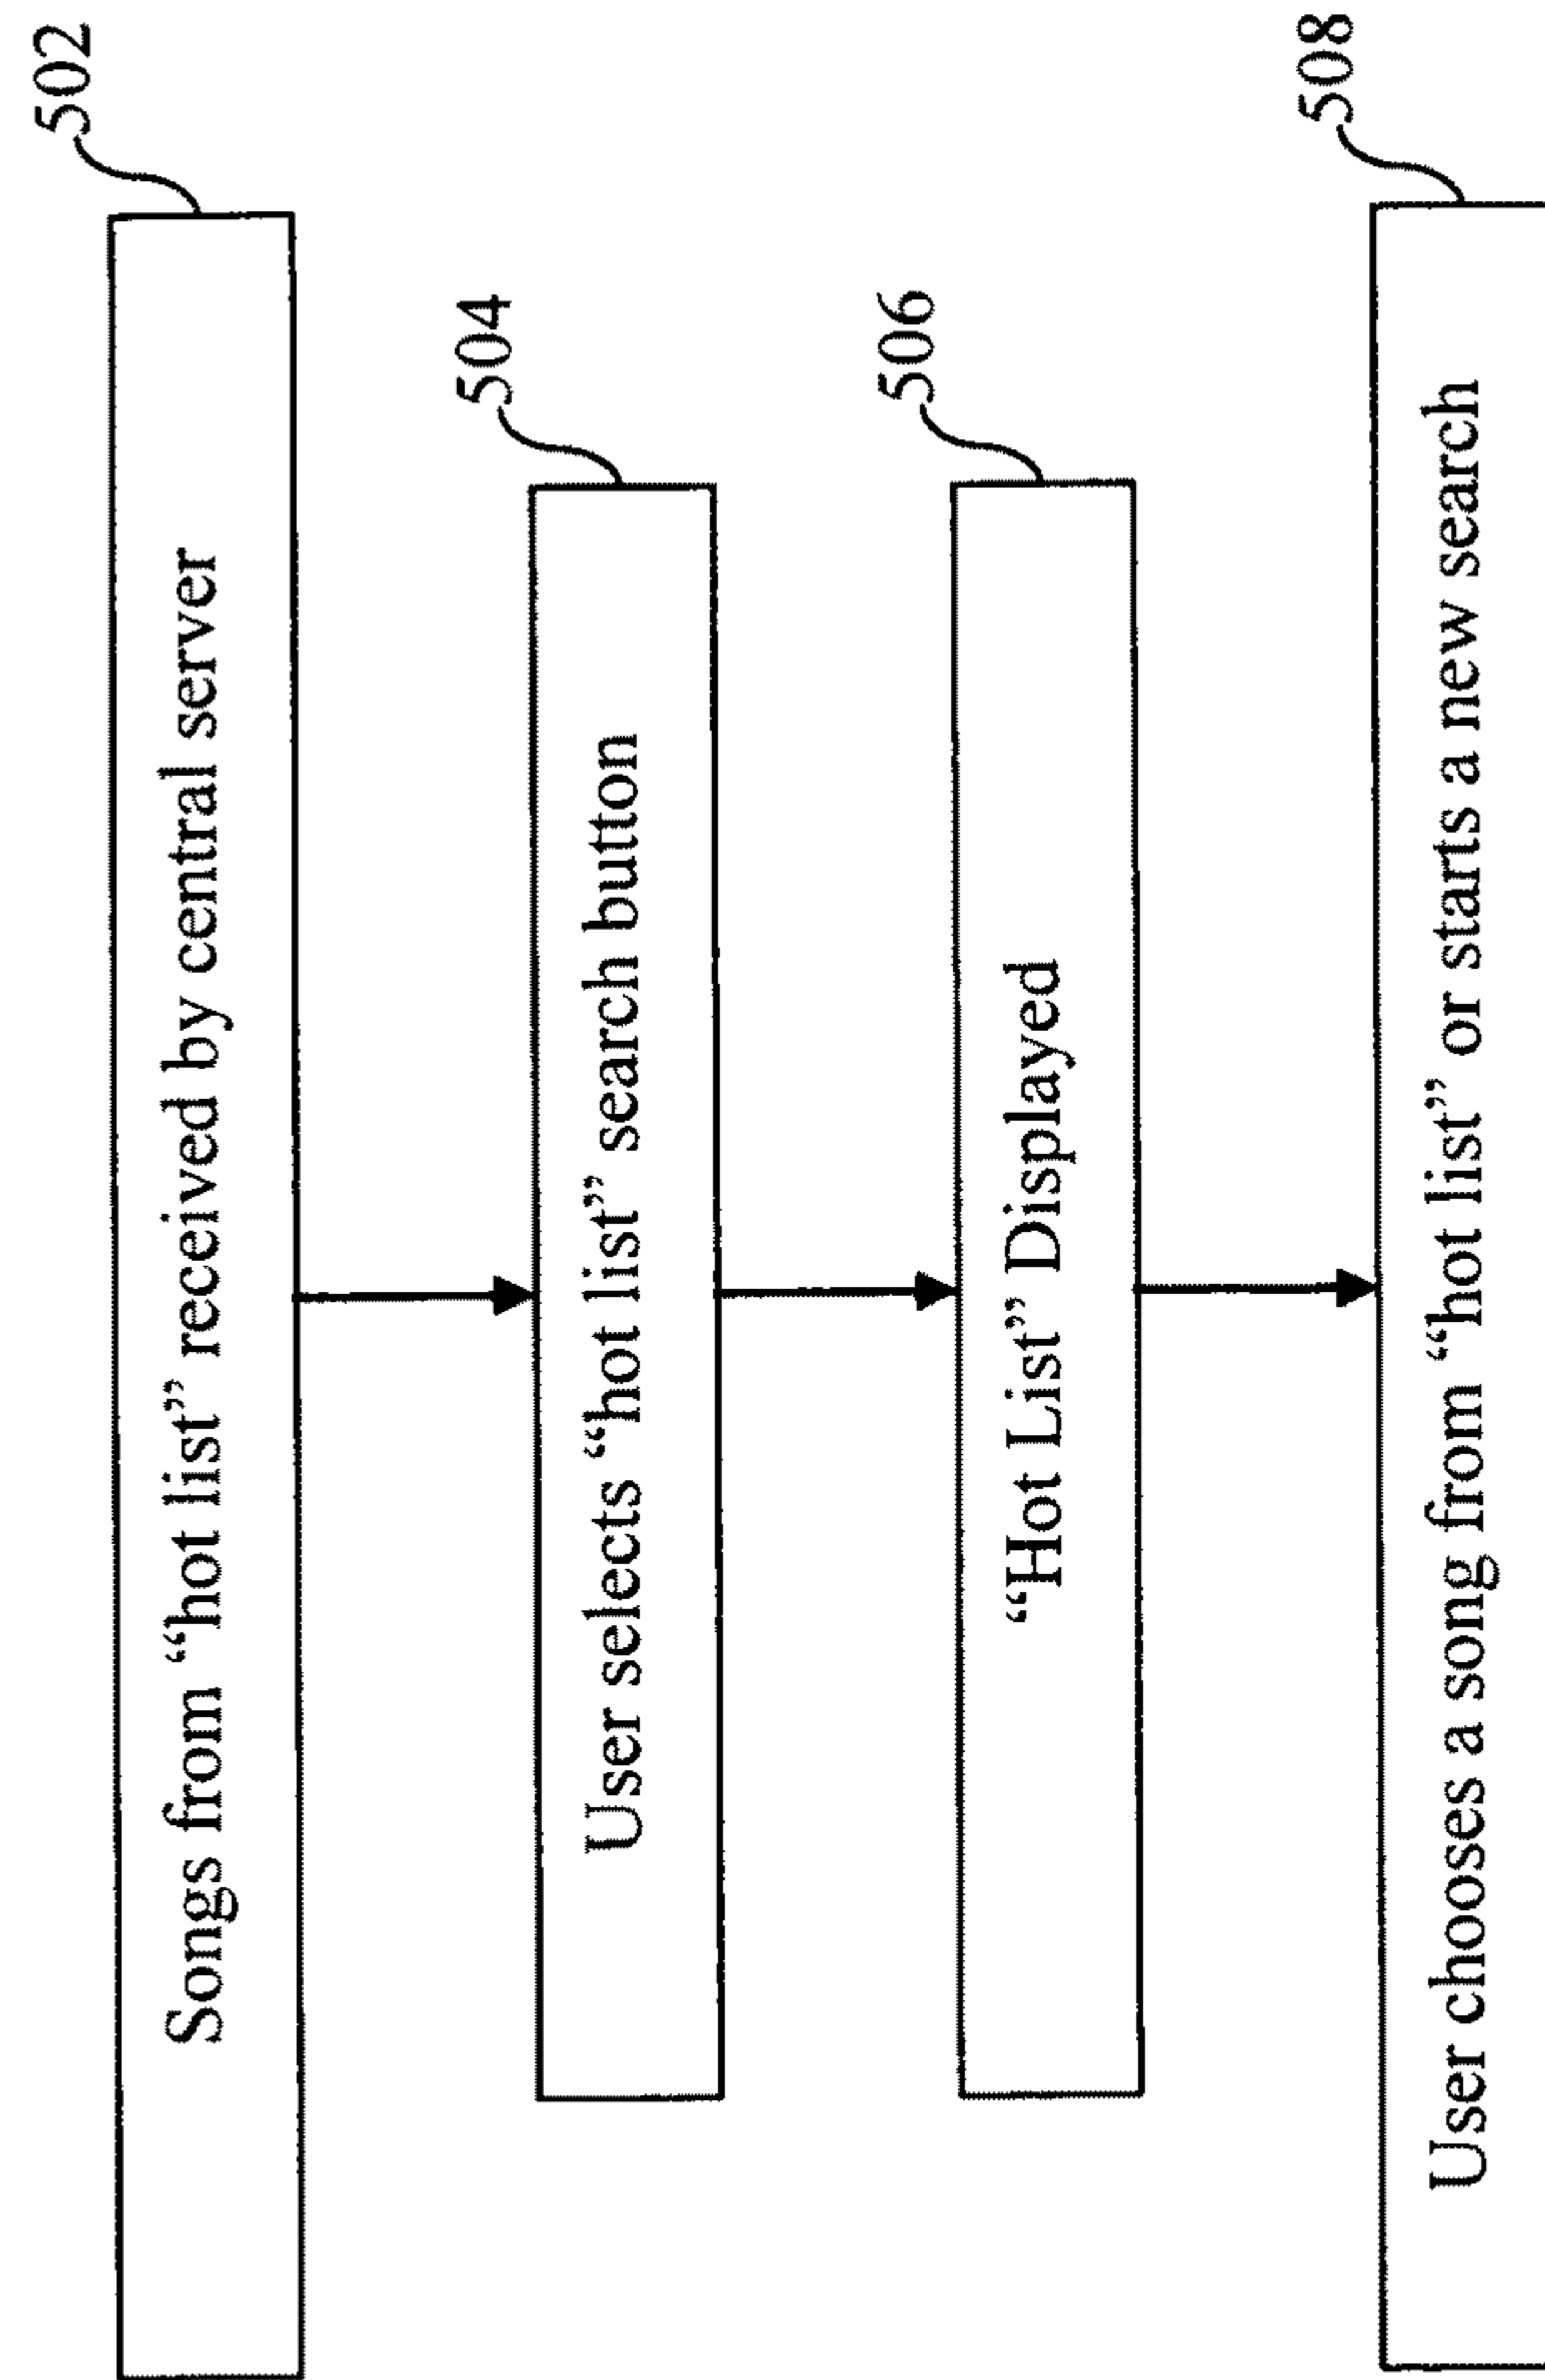 502
Songs from “hot list” received by central server
504
User selects “hot list” search button
506
“Hot List” Displayed
508
User chooses a song from “hot list” or starts a new search